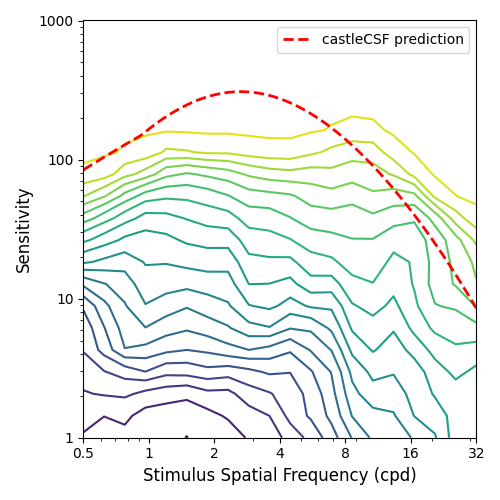 1000
castleCSF prediction
100
Sensitivity
10
1
0.5 1 2 4 8 16 32
Stimulus Spatial Frequency (cpd)